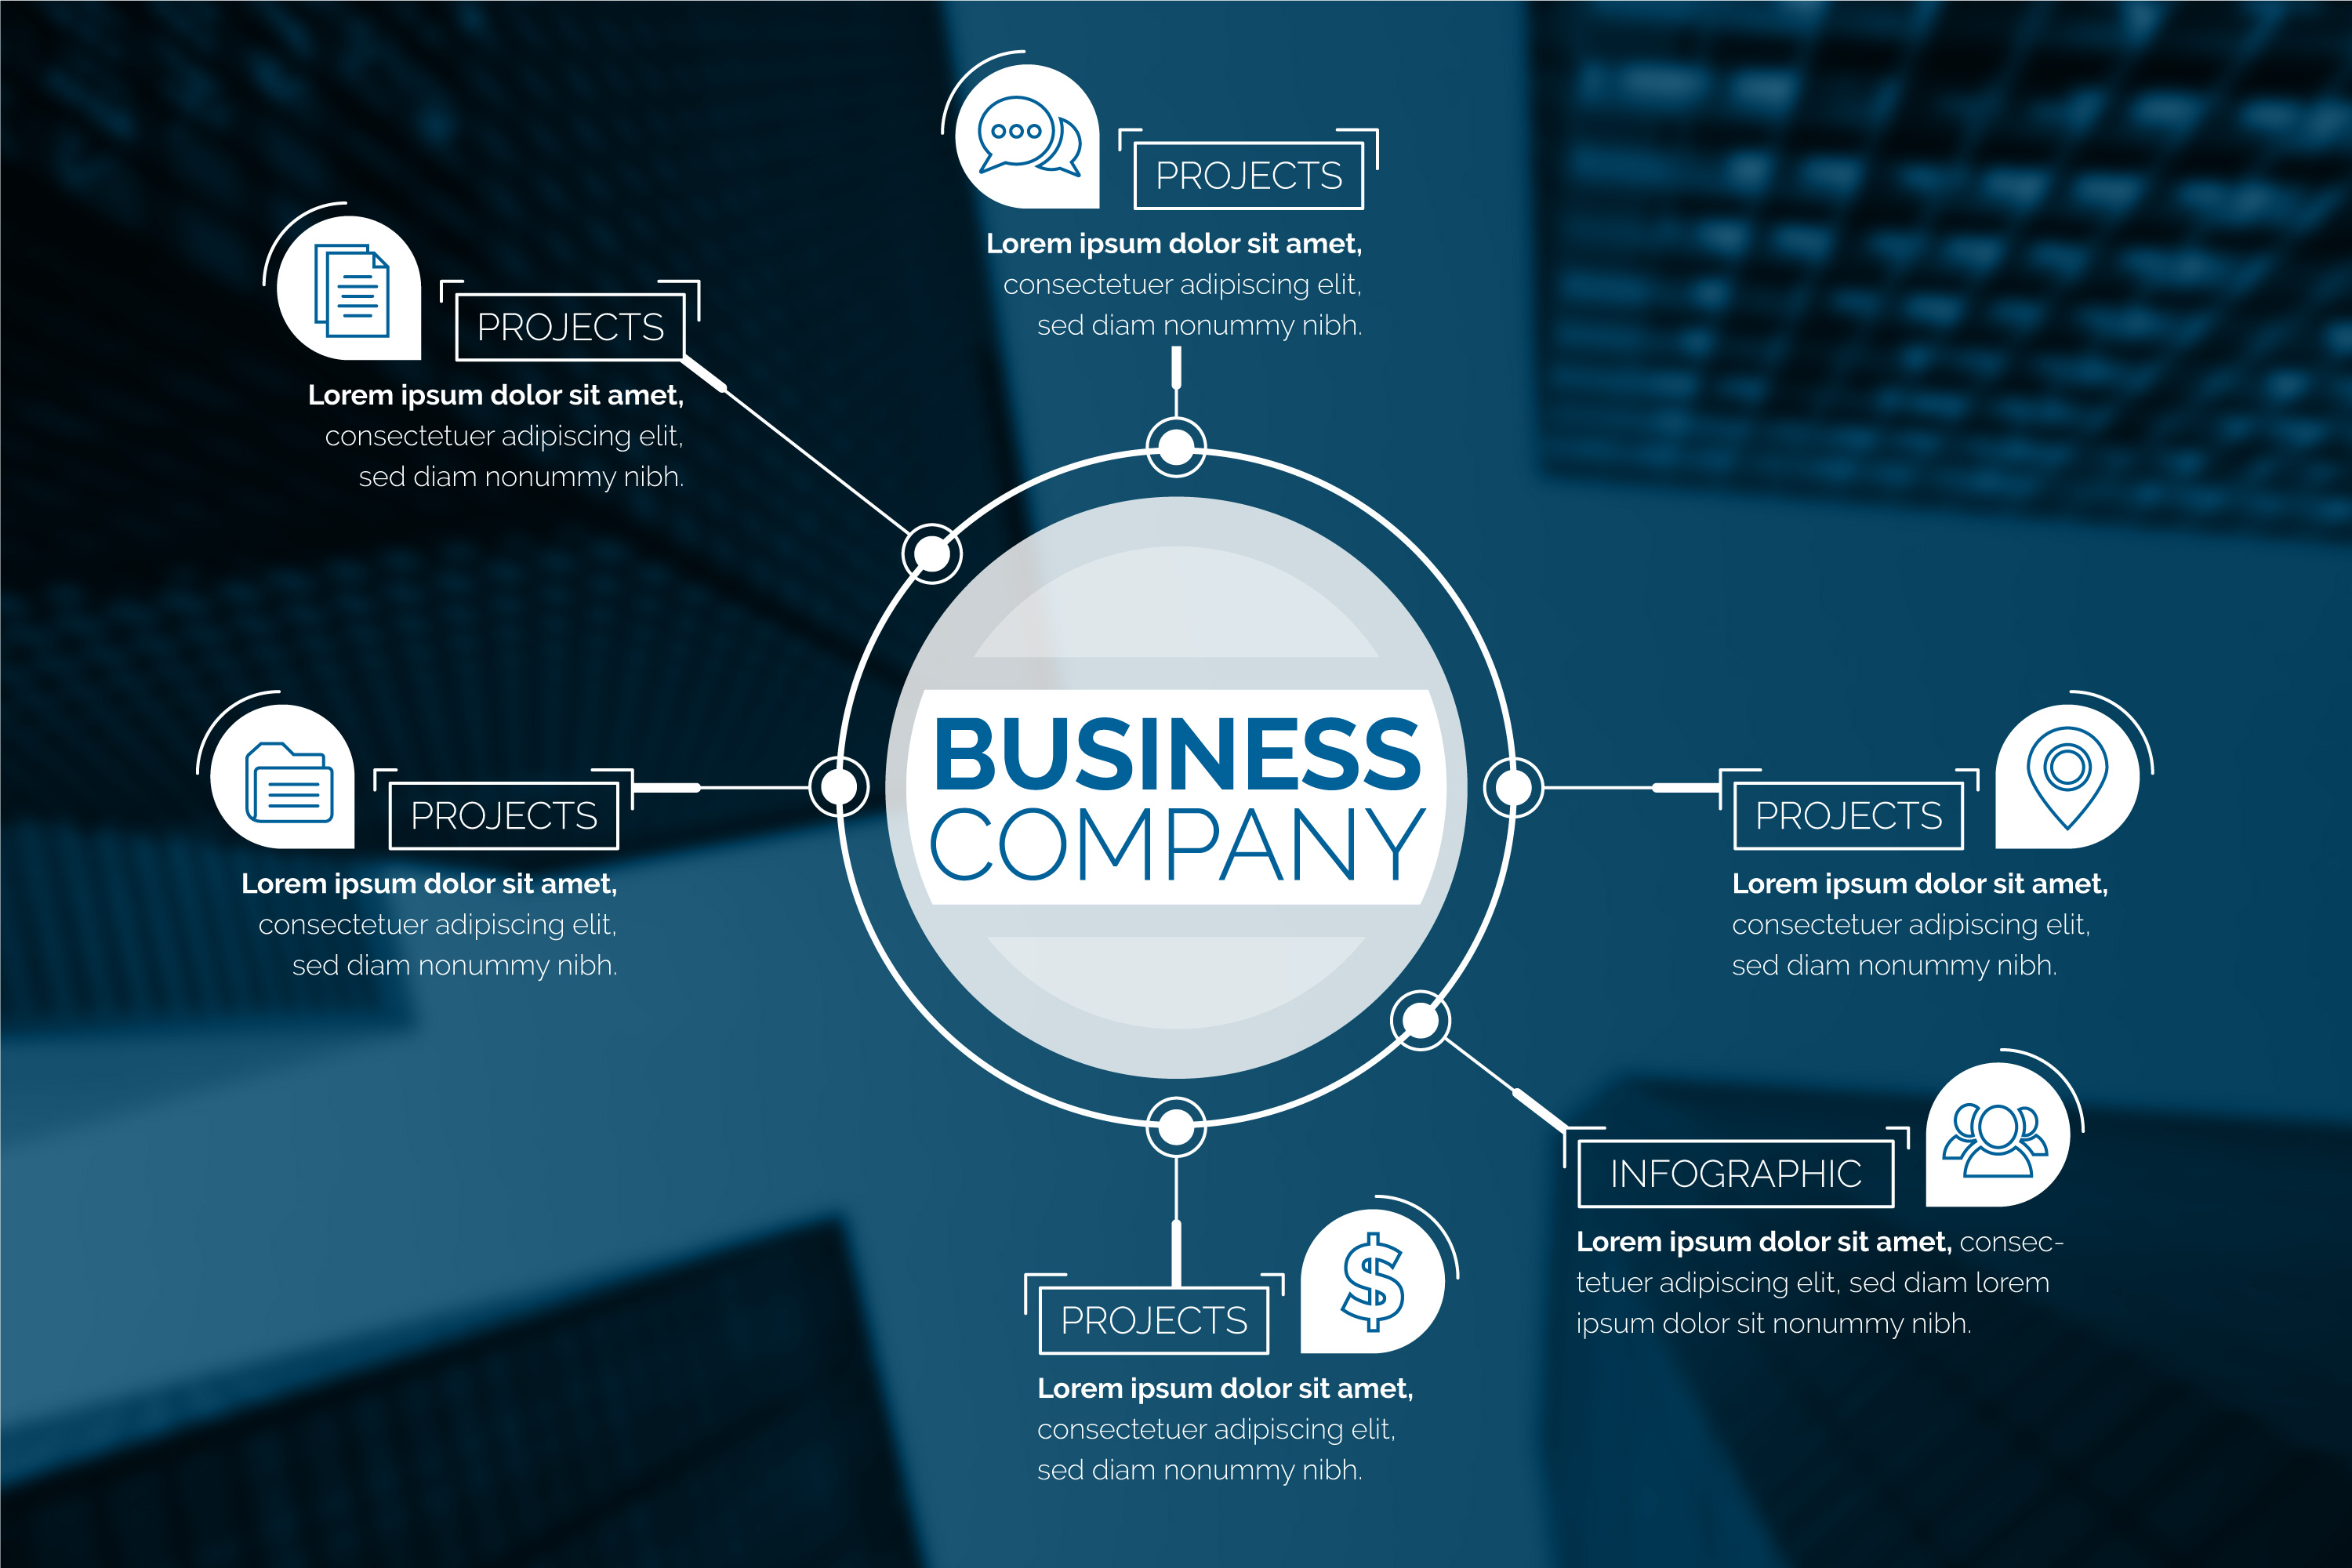 PROJECTS
Lorem ipsum dolor sit amet,
consectetuer adipiscing elit,
sed diam nonummy nibh.
PROJECTS
Lorem ipsum dolor sit amet,
consectetuer adipiscing elit,
sed diam nonummy nibh.
BUSINESS
COMPANY
PROJECTS
Lorem ipsum dolor sit amet,
consectetuer adipiscing elit,
sed diam nonummy nibh.
PROJECTS
Lorem ipsum dolor sit amet,
consectetuer adipiscing elit,
sed diam nonummy nibh.
INFOGRAPHIC
Lorem ipsum dolor sit amet, consec-
tetuer adipiscing elit, sed diam lorem
ipsum dolor sit nonummy nibh.
PROJECTS
Lorem ipsum dolor sit amet,
consectetuer adipiscing elit,
sed diam nonummy nibh.